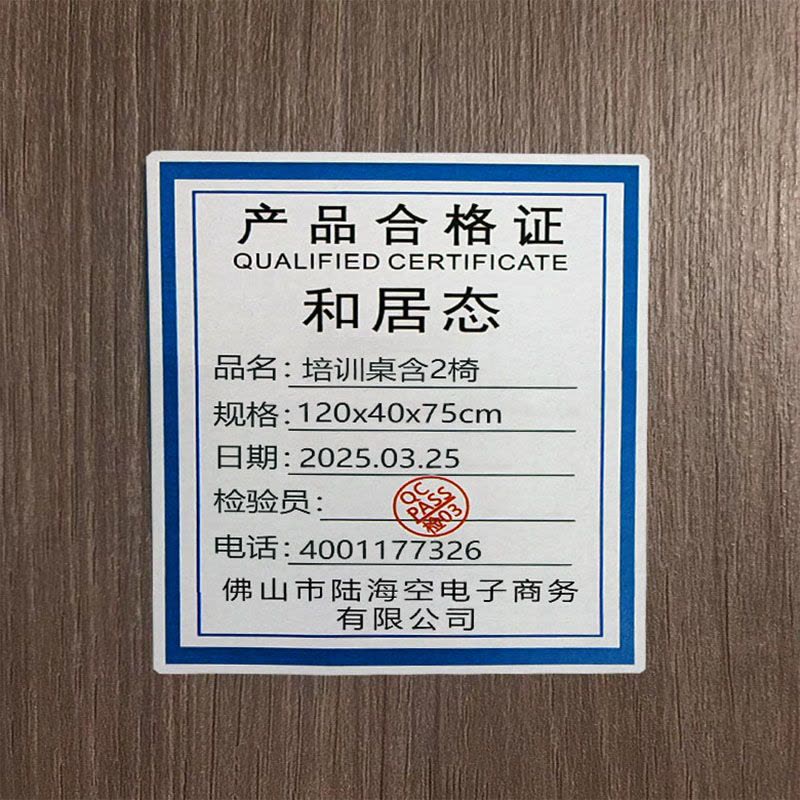 产品合格证
QUALIFIED CERTIFICATE
和居态
品名：培训桌含2椅
规格：120x40x75cm
日期：2025.03.25
检验员：
QC
PASS
检03
电话：4001177326
佛山市陆海空电子商务
有限公司